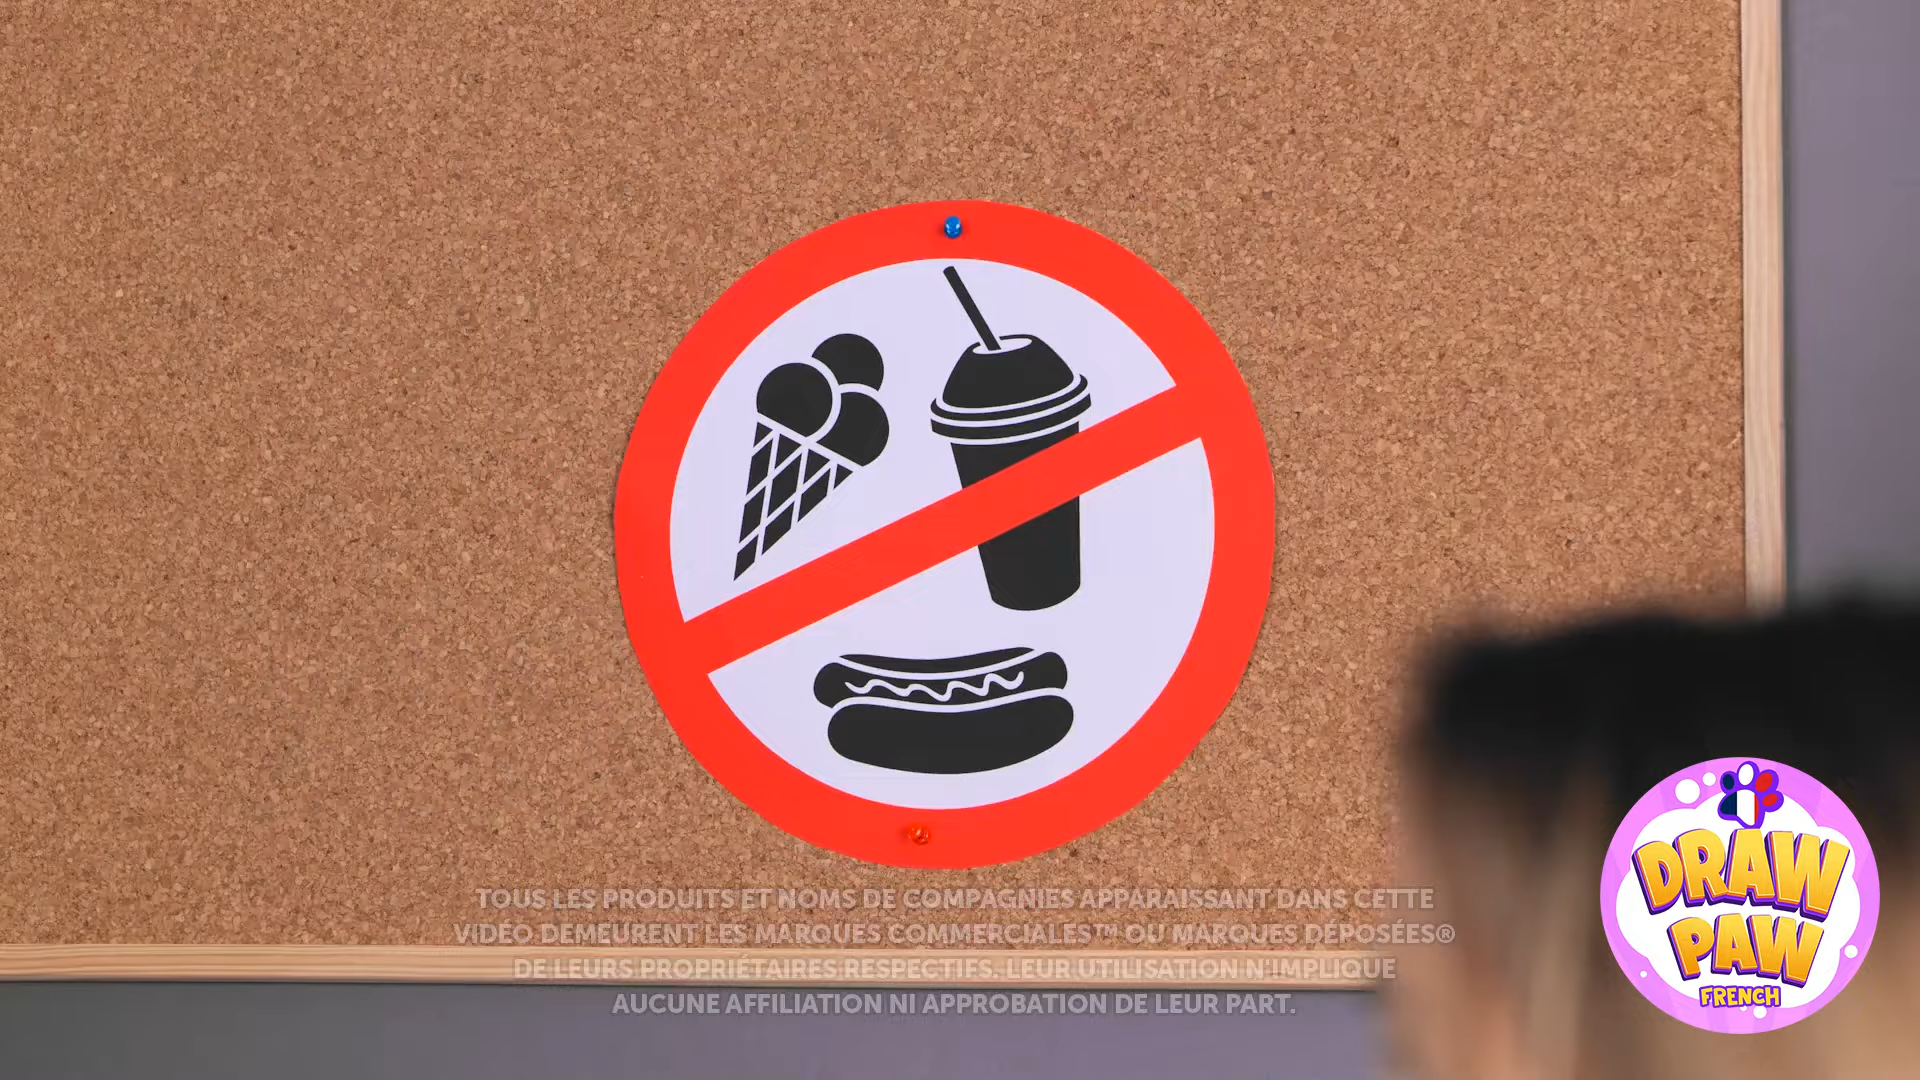 TOUS LES PRODUITS ET NOMS DE COMPAGNIES APPARAISSANT DANS CETTE
VIDÉO DEMEURENT LES MARQUES COMMERCIALES™ OU MARQUES DÉPOSÉES®
DE LEURS PROPRIÉTAIRES RESPECTIFS. LEUR UTILISATION N'IMPLIQUE
AUCUNE AFFILIATION NI APPROBATION DE LEUR PART.
DRAW
PAW
FRENCH